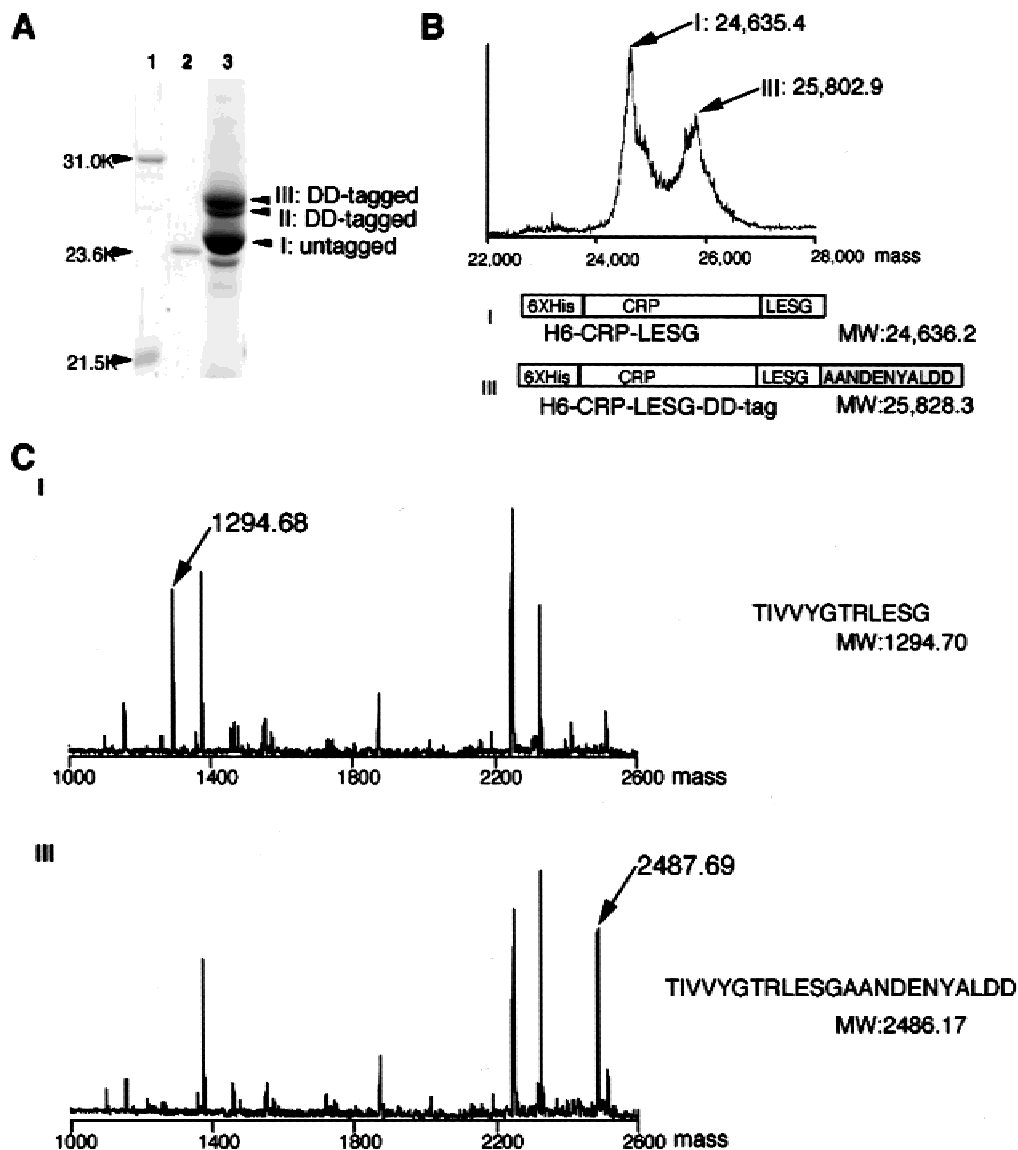 A
1 2 3
31.0K
23.6K
21.5K
III: DD-tagged
II: DD-tagged
I: untagged
B
I: 24,635.4
III: 25,802.9
22,000 24,000 26,000 28,000 mass
I
6XHis CRP LESG
H6-CRP-LESG MW:24,636.2
III
6XHis CRP LESG AANDENYALDD
H6-CRP-LESG-DD-tag MW:25,828.3
C
I
1294.68
TIVVYGTRLESG
MW:1294.70
1000 1400 1800 2200 2600 mass
III
2487.69
TIVVYGTRLESGAANDENYALDD
MW:2486.17
1000 1400 1800 2200 2600 mass